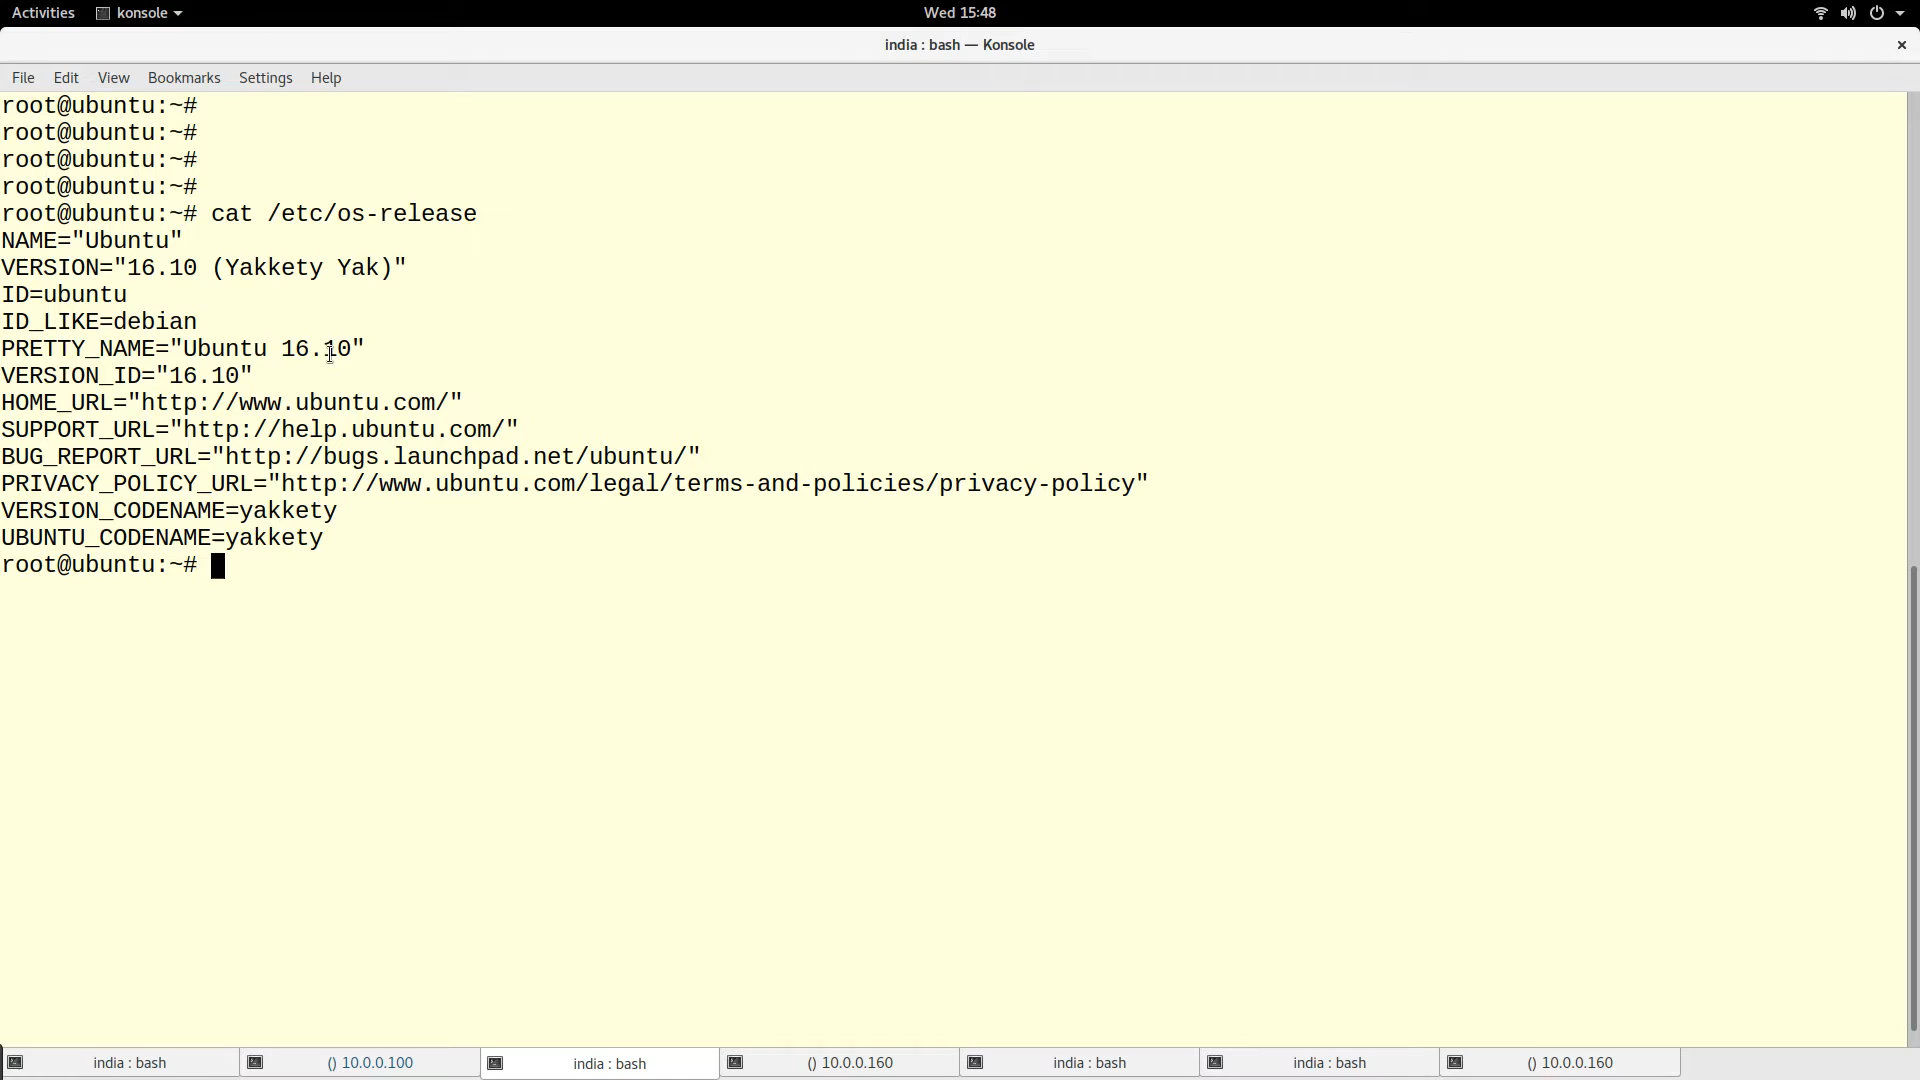 Activities konsole Wed 15:48
india : bash — Konsole
File Edit View Bookmarks Settings Help
root@ubuntu:~#
root@ubuntu:~#
root@ubuntu:~#
root@ubuntu:~#
root@ubuntu:~# cat /etc/os-release
NAME="Ubuntu"
VERSION="16.10 (Yakkety Yak)"
ID=ubuntu
ID_LIKE=debian
PRETTY_NAME="Ubuntu 16.10"
VERSION_ID="16.10"
HOME_URL="http://www.ubuntu.com/"
SUPPORT_URL="http://help.ubuntu.com/"
BUG_REPORT_URL="http://bugs.launchpad.net/ubuntu/"
PRIVACY_POLICY_URL="http://www.ubuntu.com/legal/terms-and-policies/privacy-policy"
VERSION_CODENAME=yakkety
UBUNTU_CODENAME=yakkety
root@ubuntu:~#
india : bash () 10.0.0.100 india : bash () 10.0.0.160 india : bash india : bash () 10.0.0.160